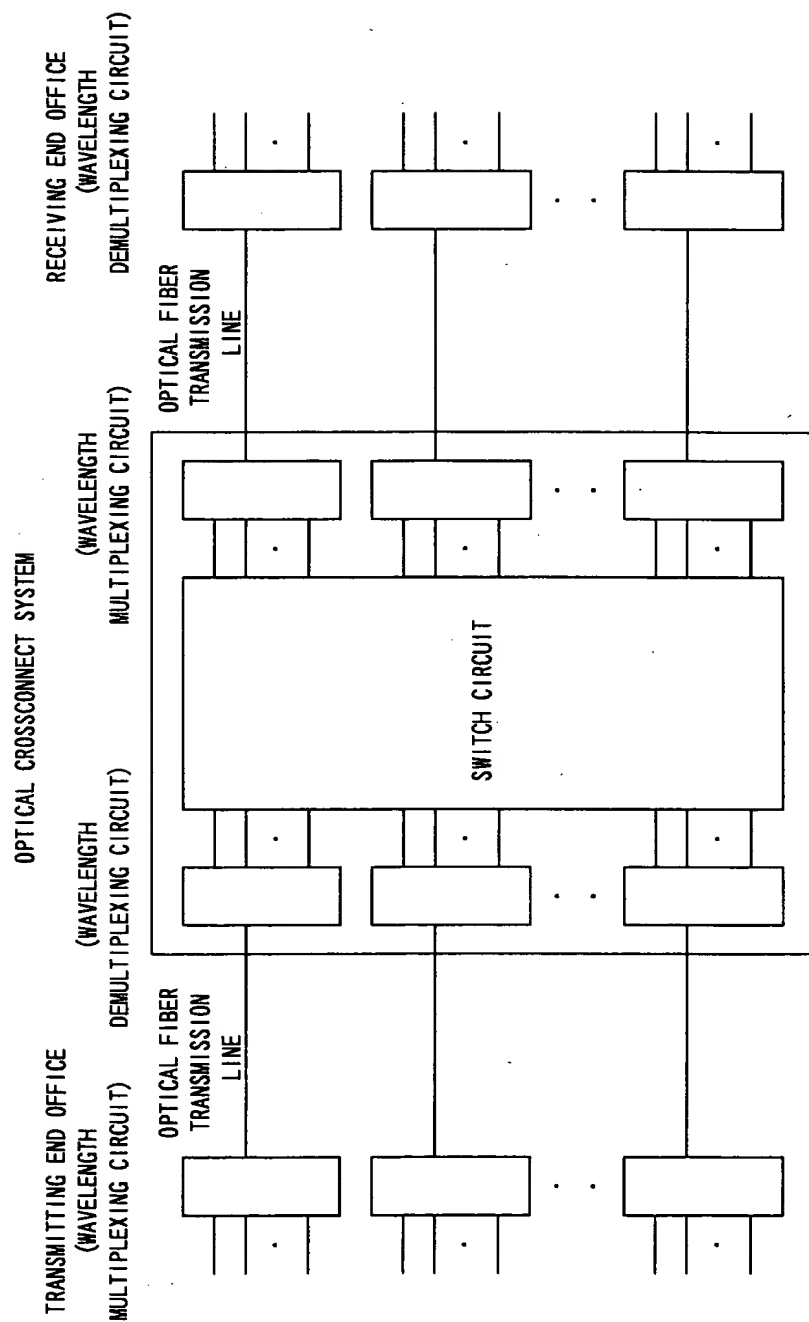 OPTICAL CROSSCONNECT SYSTEM
TRANSMITTING END OFFICE
(WAVELENGTH
MULTIPLEXING CIRCUIT)
(WAVELENGTH
DEMULTIPLEXING CIRCUIT)
(WAVELENGTH
MULTIPLEXING CIRCUIT)
RECEIVING END OFFICE
(WAVELENGTH
DEMULTIPLEXING CIRCUIT)
OPTICAL FIBER
TRANSMISSION
LINE
OPTICAL FIBER
TRANSMISSION
LINE
SWITCH CIRCUIT